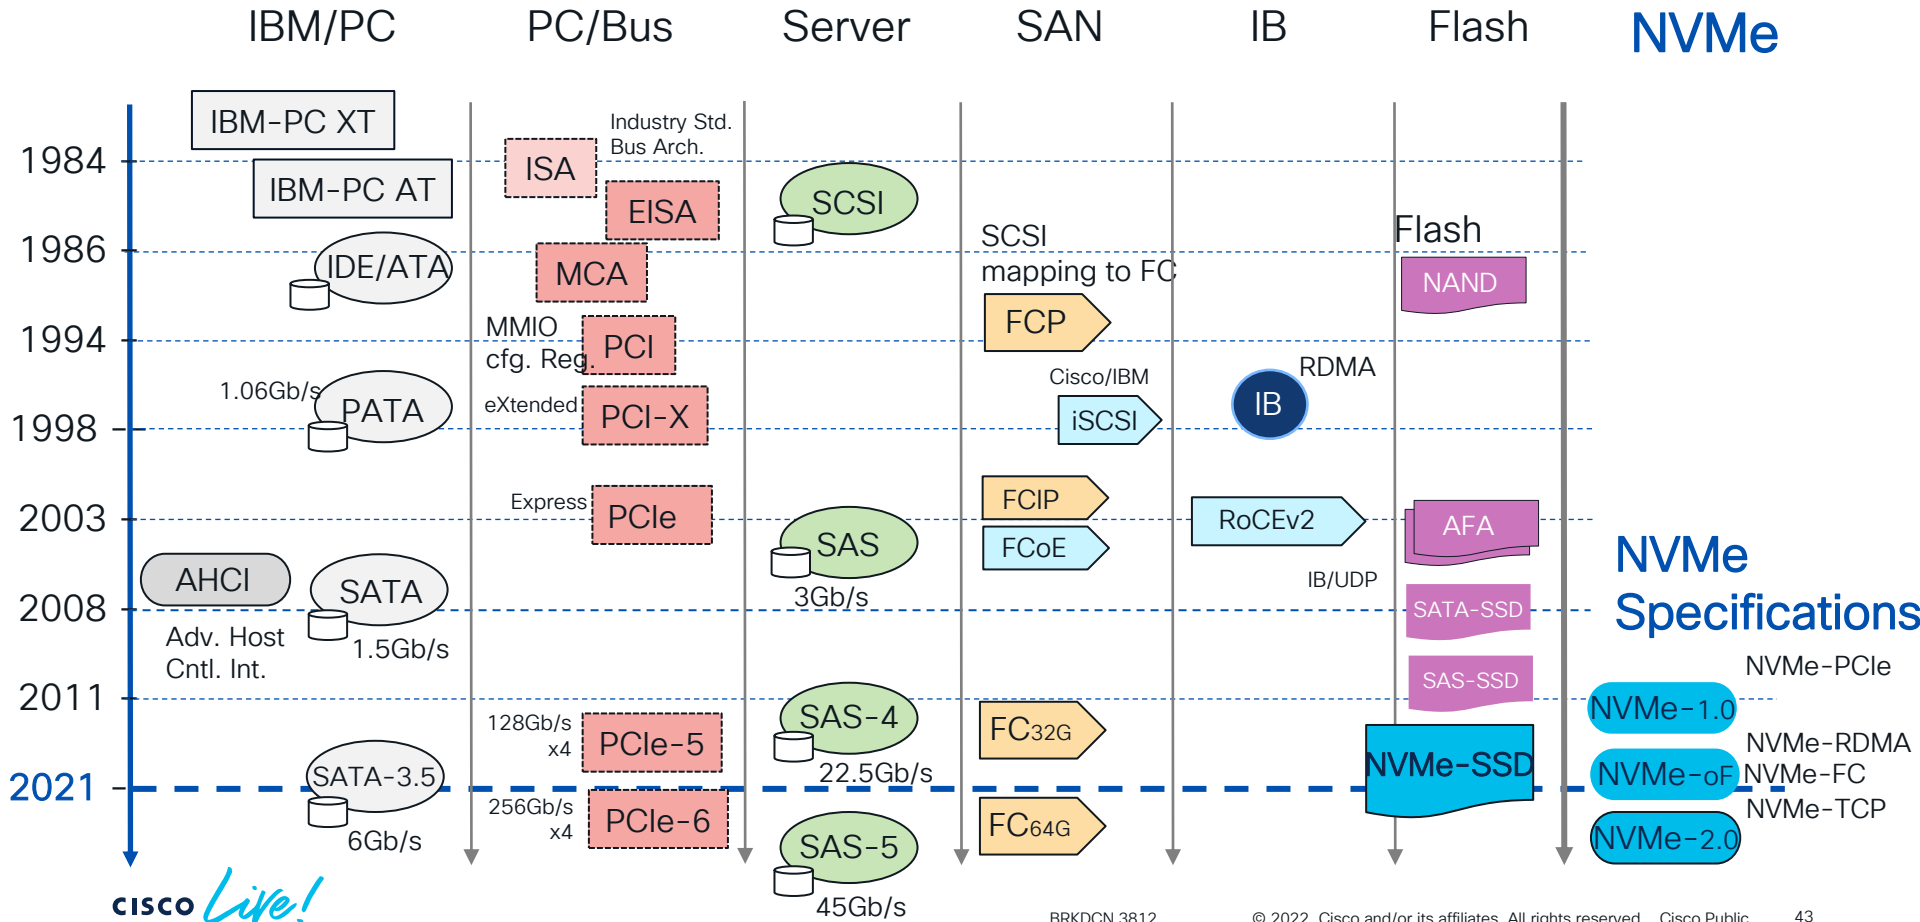 IBM/PC
PC/Bus
Server
SAN
IB
Flash
NVMe
IBM-PC XT
Industry Std.
Bus Arch.
1984
ISA
IBM-PC AT
SCSI
EISA
1986
SCSI
mapping to FC
Flash
IDE/ATA
MCA
NAND
FCP
MMIO
cfg. Reg.
PCI
1994
1.06Gb/s
PATA
eXtended
PCI-X
Cisco/IBM
iSCSI
RDMA
IB
1998
Express
PCIe
FCIP
RoCEv2
AFA
2003
SAS
FCoE
3Gb/s
IB/UDP
NVMe
Specifications
AHCI
SATA
SATA-SSD
2008
Adv. Host
Cntl. Int.
1.5Gb/s
SAS-SSD
NVMe-PCIe
2011
NVMe-1.0
128Gb/s
x4
PCIe-5
SAS-4
22.5Gb/s
FC32G
NVMe-SSD
NVMe-RDMA
NVMe-oF
NVMe-FC
NVMe-TCP
SATA-3.5
2021
6Gb/s
256Gb/s
x4
PCIe-6
SAS-5
45Gb/s
FC64G
NVMe-2.0
CISCO Live!
BRKDCN 3812
© 2022 Cisco and/or its affiliates. All rights reserved. Cisco Public
43